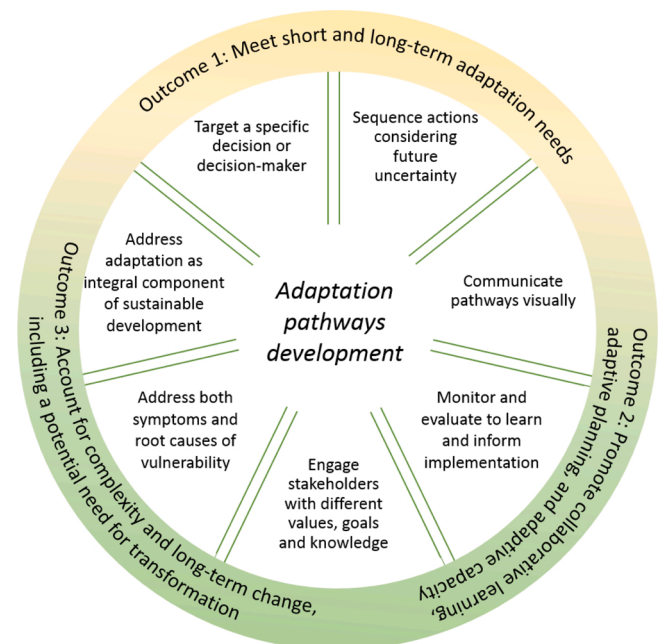 Outcome 1: Meet short and long-term adaptation needs
Target a specific
decision or
decision-maker
Sequence actions
considering
future
uncertainty
Communicate
pathways visually
Monitor and
evaluate to learn
and inform
implementation
Engage
stakeholders
with different
values, goals
and knowledge
Address both
symptoms and
root causes of
vulnerability
Address
adaptation as
integral component
of sustainable
development
Adaptation
pathways
development
Outcome 2: Promote collaborative learning,
adaptive planning, and adaptive capacity
Outcome 3: Account for complexity and long-term change,
including a potential need for transformation